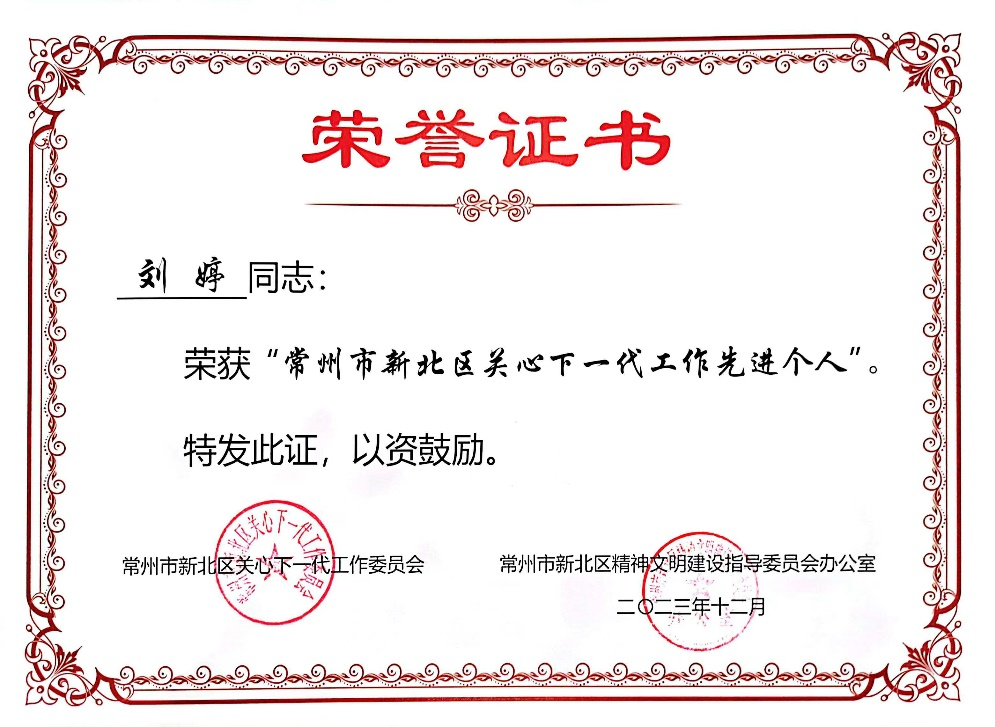 荣誉证书
刘 婷 同志：
荣获“常州市新北区关心下一代工作先进个人”。
特发此证，以资鼓励。
常州市新北区关心下一代工作委员会
常州市新北区精神文明建设指导委员会办公室
二〇二三年十二月